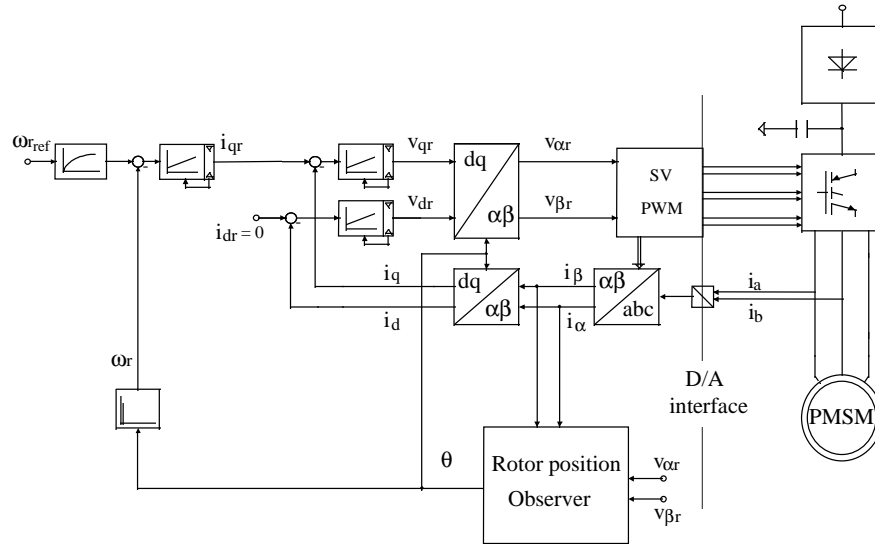 ωr_ref
i_qr
v_qr
dq
αβ
v_αr
SV
PWM
v_dr
v_βr
i_dr = 0
i_q
dq
αβ
i_β
αβ
abc
i_a
i_d
i_α
i_b
ωr
D/A
interface
PMSM
θ
Rotor position
Observer
v_αr
v_βr